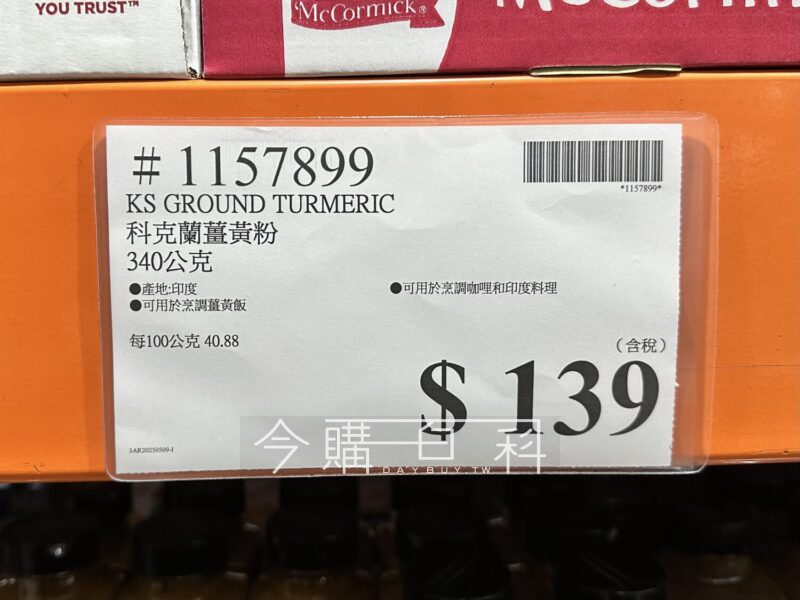 YOU TRUST™
McCormick®
# 1157899
*1157899*
KS GROUND TURMERIC
科克蘭薑黃粉
340公克
●產地:印度
●可用於烹調咖哩和印度料理
●可用於烹調薑黃飯
每100公克 40.88
(含稅)
$ 139
3AR20250509-1
今購百科
DAYBUY.TW